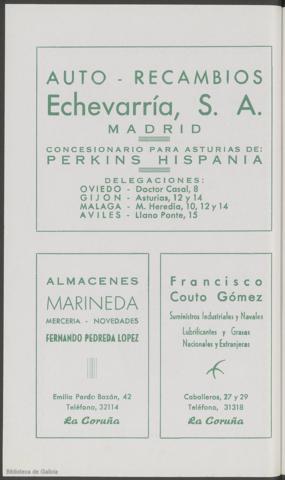 AUTO - RECAMBIOS
Echevarría, S. A.
MADRID
CONCESIONARIO PARA ASTURIAS DE:
PERKINS HISPANIA
DELEGACIONES:
OVIEDO - Doctor Casal, 8
GIJON - Asturias, 12 y 14
MALAGA - M. Heredia, 10, 12 y 14
AVILES - Llano Ponte, 15
ALMACENES
MARINEDA
MERCERIA - NOVEDADES
FERNANDO PEDREDA LOPEZ
Emilia Pardo Bazán, 42
Teléfono, 32114
La Coruña
Francisco
Couto Gómez
Suministros Industriales y Navales
Lubrificantes y Grasas
Nacionales y Extranjeras
Caballeros, 27 y 29
Teléfono, 31318
La Coruña
Biblioteca de Galicia